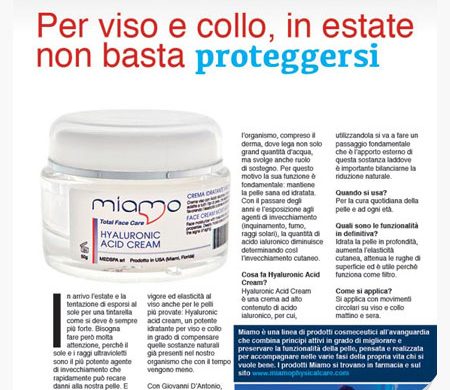 Per viso e collo, in estate
non basta proteggersi
miamo
Total Face Care
HYALURONIC
ACID CREAM
MEDSPA srl Prodotto in USA (Miami, Florida)
50g
CREMA IDRATANTE
FACE CREAM
In arrivo l'estate e la
tentazione di esporsi al
sole per una tintarella
come si deve è sempre
più forte. Bisogna
fare però molta
attenzione, perché il
sole e i raggi ultravioletti
sono il più potente agente
di invecchiamento che
rapidamente può recare
danni alla nostra pelle. E
vigore ed elasticità al
viso anche per le pelli
più provate: Hyaluronic
acid cream, un potente
idratante per viso e collo
in grado di compensare
quelle sostanze naturali
già presenti nel nostro
organismo che con il tempo
vengono meno.
Con Giovanni D'Antonio,
l'organismo, compreso il
derma, dove lega non solo
grand quantità d'acqua,
ma svolge anche ruolo
di sostegno. Per questo
motivo la sua funzione è
fondamentale: mantiene
la pelle sana ed idratata.
Con il passare degli
anni e l'esposizione agli
agenti di invecchiamento
(inquinamento, fumo,
raggi solari), la quantità di
acido ialuronico diminuisce
determinando così
l'invecchiamento cutaneo.
Cosa fa Hyaluronic Acid
Cream?
Hyaluronic Acid Cream
è una crema ad alto
contenuto di acido
ialuronico, per cui,
utilizzandola si va a fare un
passaggio fondamentale
che è l'apporto esterno di
questa sostanza laddove
è importante bilanciarne la
riduzione naturale.
Quando si usa?
Per la cura quotidiana della
pelle e ad ogni età.
Quali sono le funzionalità
in definitiva?
Idrata la pelle in profondità,
aumenta l'elasticità
cutanea, attenua le rughe di
superficie ed è utile perché
funziona come filtro.
Come si applica?
Si applica con movimenti
circolari su viso e collo
mattino e sera.
Miamo è una linea di prodotti cosmeceutici all'avanguardia
che combina principi attivi in grado di migliorare e
preservare la funzionalità della pelle, pensata e realizzata
per accompagnare nelle varie fasi della propria vita chi si
vuole bene. I prodotti Miamo si trovano in farmacia e sul
sito www.miamophysicalcare.com